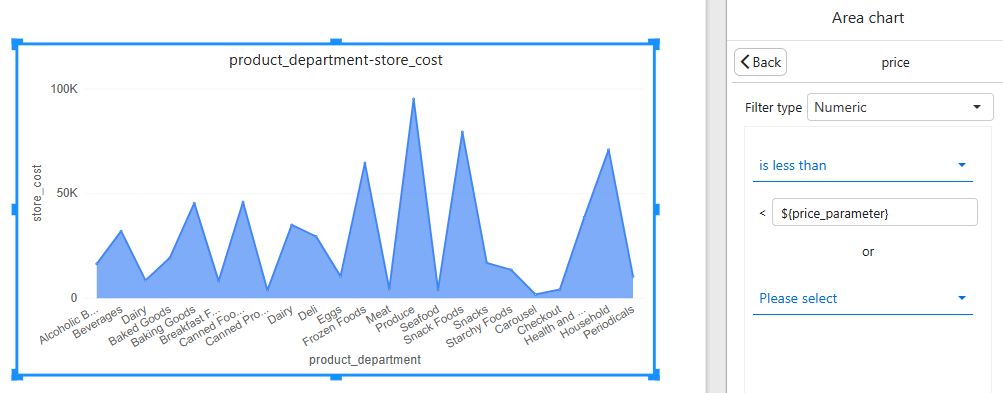 product_department-store_cost
100K
50K
0
store_cost
Alcoholic B...
Beverages
Dairy
Baked Goods
Baking Goods
Breakfast F...
Canned Foo...
Canned Pro...
Dairy
Deli
Eggs
Frozen Foods
Meat
Produce
Seafood
Snack Foods
Snacks
Starchy Foods
Carousel
Checkout
Health and ...
Household
Periodicals
product_department
Area chart
Back
price
Filter type
Numeric
is less than
< ${price_parameter}
or
Please select